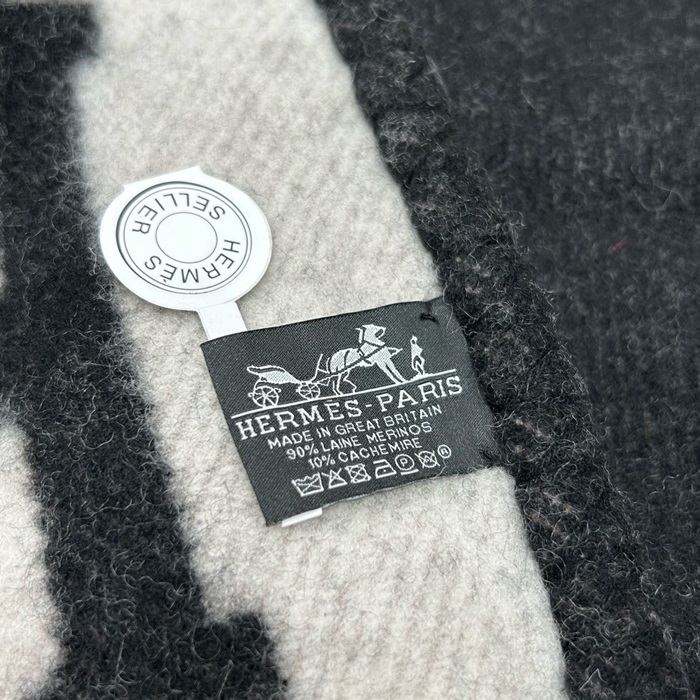 HERMÈS
SELLIER
HERMÈS-PARIS
MADE IN GREAT BRITAIN
90% LAINE MERINOS
10% CACHEMIRE
P ®